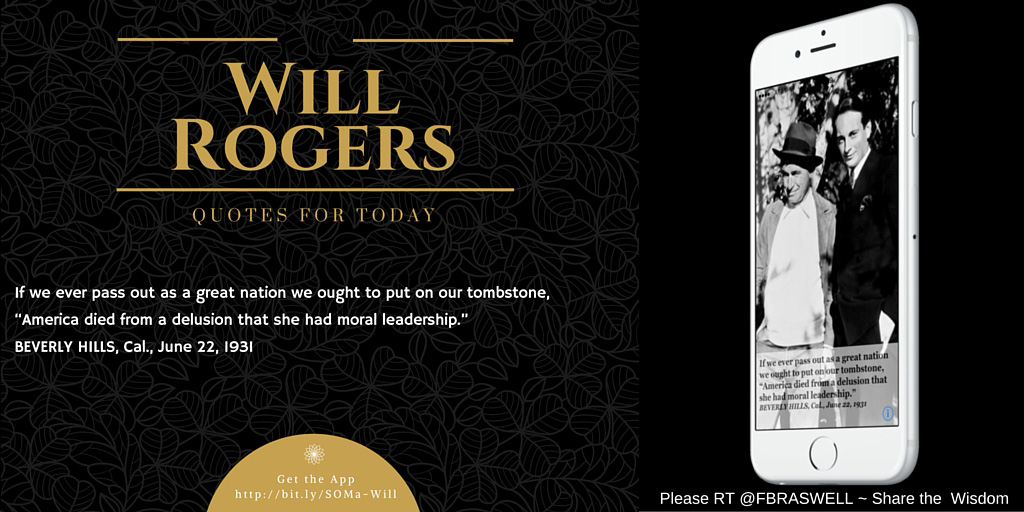 WILL
ROGERS
QUOTES FOR TODAY
If we ever pass out as a great nation we ought to put on our tombstone,
"America died from a delusion that she had moral leadership."
BEVERLY HILLS, Cal., June 22, 1931
Get the App
http://bit.ly/SOMa-Will
If we ever pass out as a great nation
we ought to put on our tombstone,
“America died from a delusion that
she had moral leadership.”
BEVERLY HILLS, Cal., June 22, 1931
Please RT @FBRASWELL ~ Share the Wisdom